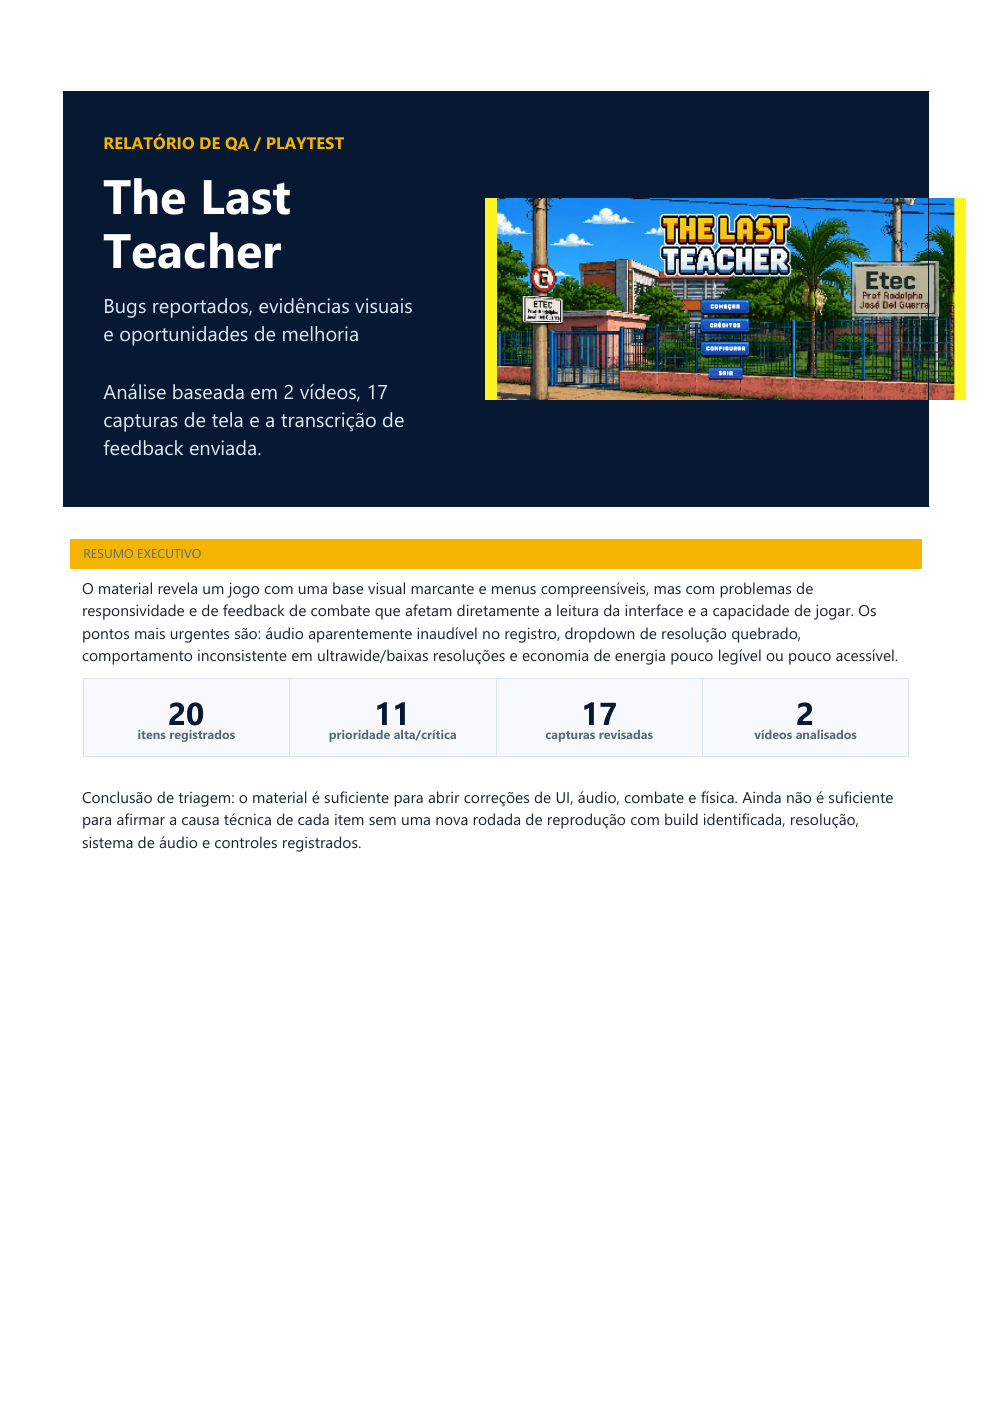 RELATÓRIO DE QA / PLAYTEST
The Last
Teacher
Bugs reportados, evidências visuais
e oportunidades de melhoria
Análise baseada em 2 vídeos, 17
capturas de tela e a transcrição de
feedback enviada.
THE LAST
TEACHER
COMEÇAR
CRÉDITOS
CONFIGURAR
SAIR
E
ETEC
Etec
Prof Rodolpho
José Del Guerra
RESUMO EXECUTIVO
O material revela um jogo com uma base visual marcante e menus compreensíveis, mas com problemas de
responsividade e de feedback de combate que afetam diretamente a leitura da interface e a capacidade de jogar. Os
pontos mais urgentes são: áudio aparentemente inaudível no registro, dropdown de resolução quebrado,
comportamento inconsistente em ultrawide/baixas resoluções e economia de energia pouco legível ou pouco acessível.
20
itens registrados
11
prioridade alta/crítica
17
capturas revisadas
2
vídeos analisados
Conclusão de triagem: o material é suficiente para abrir correções de UI, áudio, combate e física. Ainda não é suficiente
para afirmar a causa técnica de cada item sem uma nova rodada de reprodução com build identificada, resolução,
sistema de áudio e controles registrados.